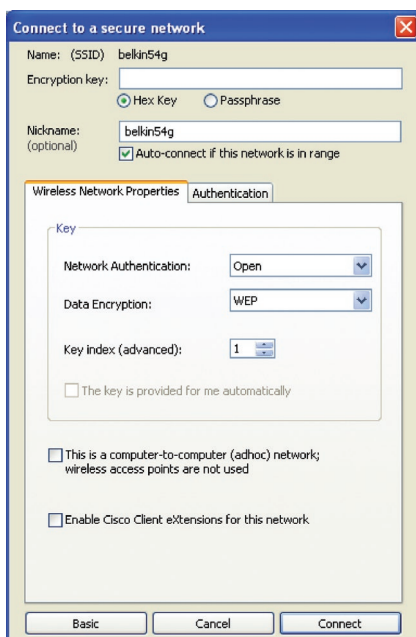 Connect to a secure network
Name: (SSID) belkin54g
Encryption key:
Hex Key Passphrase
Nickname: belkin54g
(optional)
Auto-connect if this network is in range
Wireless Network Properties Authentication
Key
Network Authentication: Open
Data Encryption: WEP
Key index (advanced): 1
The key is provided for me automatically
This is a computer-to-computer (adhoc) network;
wireless access points are not used
Enable Cisco Client eXtensions for this network
Basic Cancel Connect